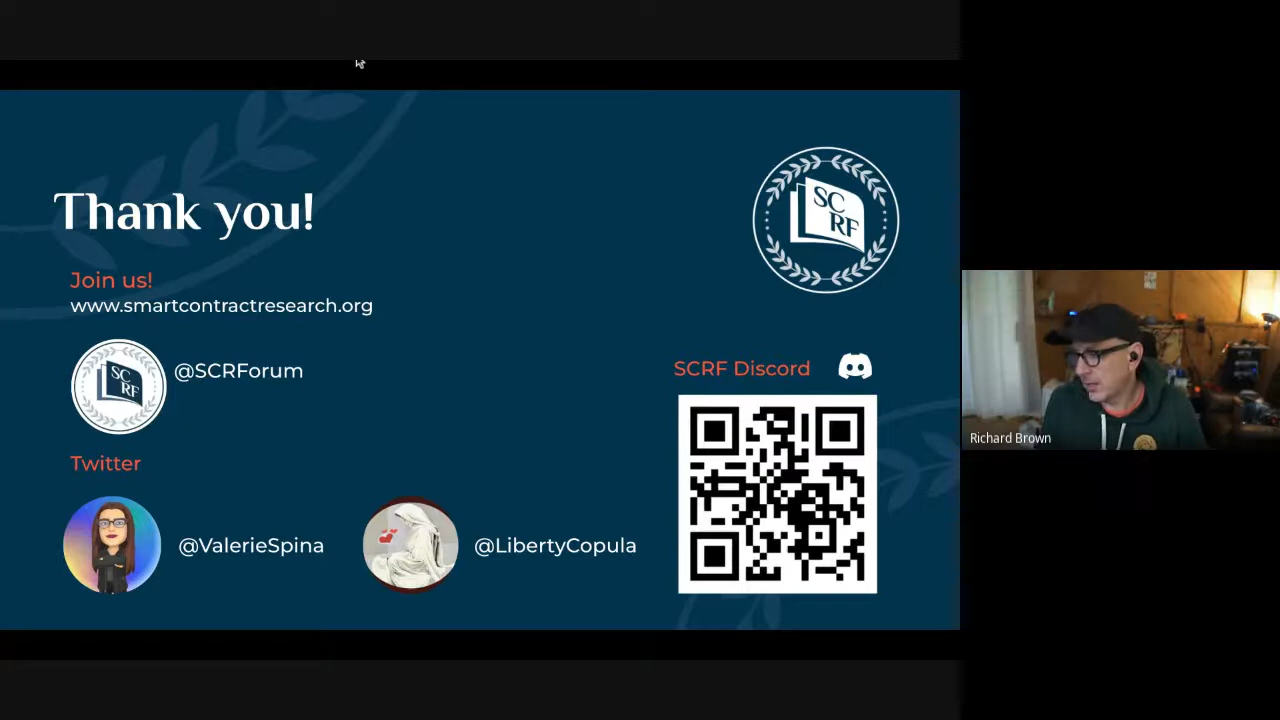 Thank you!
Join us!
www.smartcontractresearch.org
SC
RF
@SCRForum
Twitter
@ValerieSpina
@LibertyCopula
SC
RF
SCRF Discord
Richard Brown